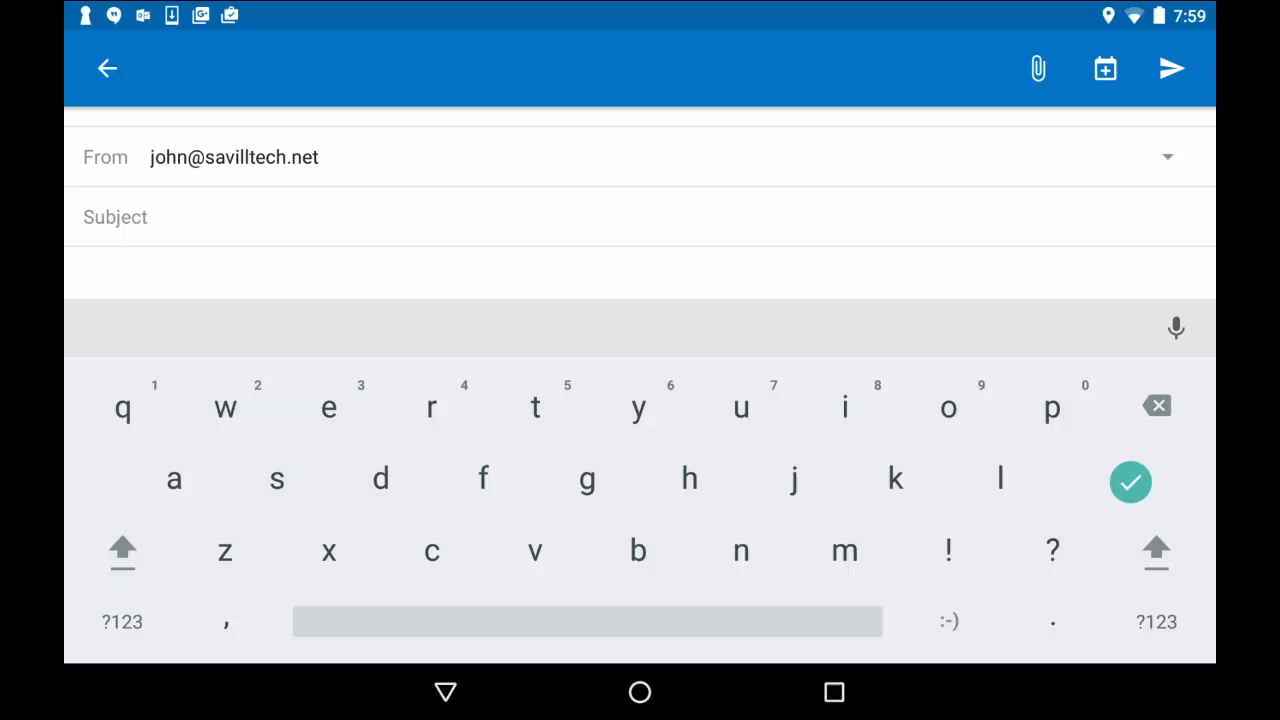 7:59
From john@savilltech.net
Subject
1 2 3 4 5 6 7 8 9 0
q w e r t y u i o p
a s d f g h j k l
z x c v b n m ! ?
?123 , :-) . ?123